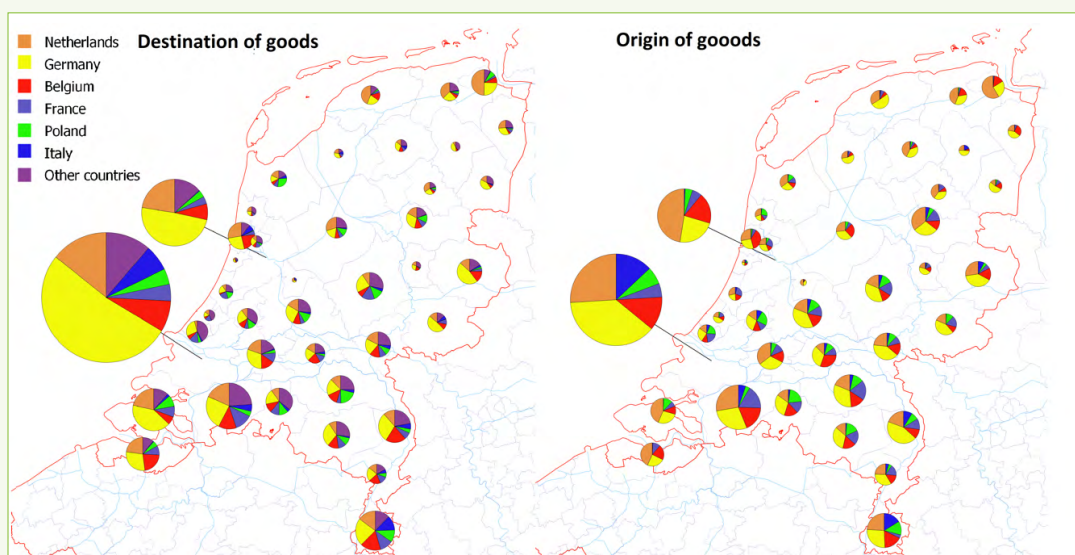 Destination of goods
Origin of gooods
Netherlands
Germany
Belgium
France
Poland
Italy
Other countries